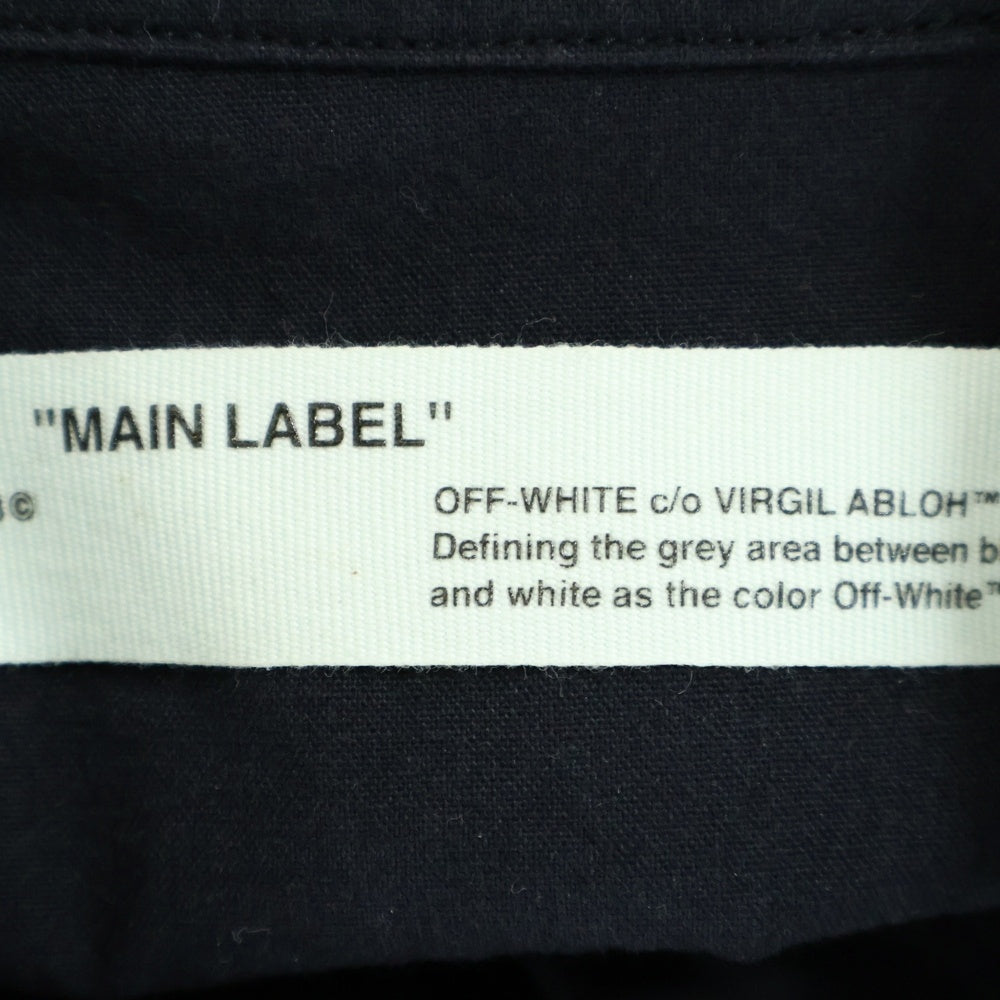 "MAIN LABEL"
©
OFF-WHITE c/o VIRGIL ABLOH™
Defining the grey area between
and white as the color Off-White™